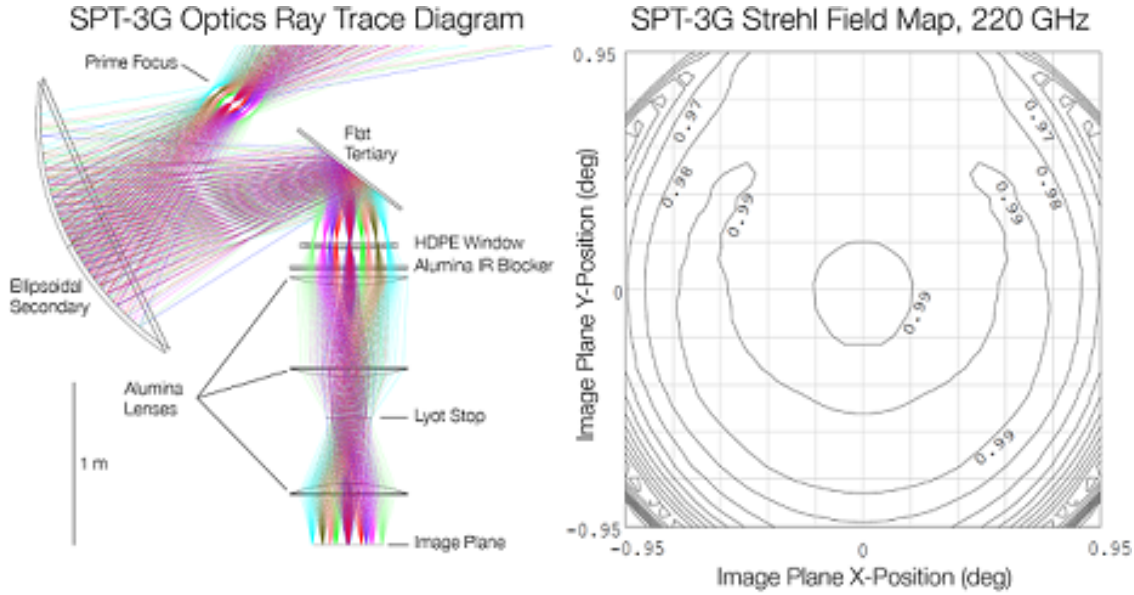 SPT-3G Optics Ray Trace Diagram
Prime Focus
Flat
Tertiary
HDPE Window
Alumina IR Blocker
Ellipsoidal
Secondary
Alumina
Lenses
Lyot Stop
1 m
Image Plane
SPT-3G Strehl Field Map, 220 GHz
0.95
0.97
0.97
0.98
0.98
0.99
0.99
0
0.99
0.99
-0.95
-0.95
0
0.95
Image Plane Y-Position (deg)
Image Plane X-Position (deg)